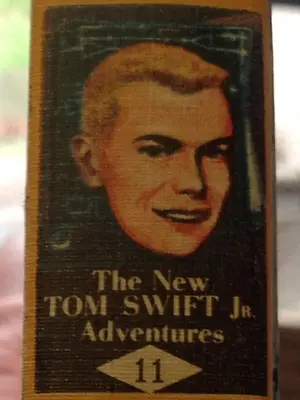 The New
TOM SWIFT JR.
Adventures
11